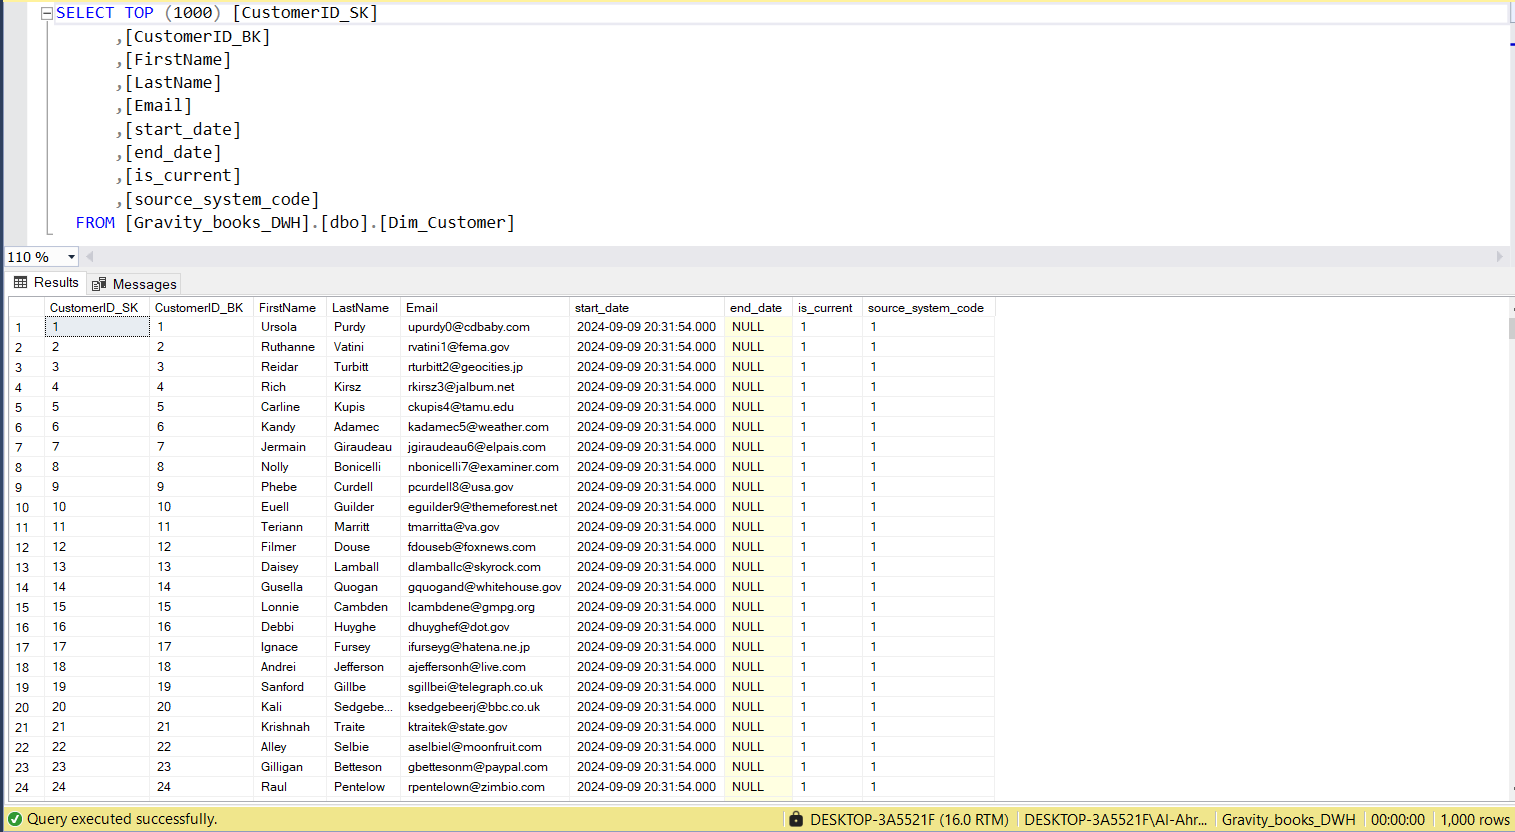 SELECT TOP (1000) [CustomerID_SK]
,[CustomerID_BK]
,[FirstName]
,[LastName]
,[Email]
,[start_date]
,[end_date]
,[is_current]
,[source_system_code]
FROM [Gravity_books_DWH].[dbo].[Dim_Customer]
110 %
Results Messages
CustomerID_SK CustomerID_BK FirstName LastName Email start_date end_date is_current source_system_code
1 1 1 Ursola Purdy upurdy0@cdbaby.com 2024-09-09 20:31:54.000 NULL 1 1
2 2 2 Ruthanne Vatini rvatini1@fema.gov 2024-09-09 20:31:54.000 NULL 1 1
3 3 3 Reidar Turbitt rturbitt2@geocities.jp 2024-09-09 20:31:54.000 NULL 1 1
4 4 4 Rich Kirsz rkirsz3@jalbum.net 2024-09-09 20:31:54.000 NULL 1 1
5 5 5 Carline Kupis ckupis4@tamu.edu 2024-09-09 20:31:54.000 NULL 1 1
6 6 6 Kandy Adamec kadamec5@weather.com 2024-09-09 20:31:54.000 NULL 1 1
7 7 7 Jermain Giraudeau jgiraudeau6@elpais.com 2024-09-09 20:31:54.000 NULL 1 1
8 8 8 Nolly Bonicelli nbonicelli7@examiner.com 2024-09-09 20:31:54.000 NULL 1 1
9 9 9 Phebe Curdell pcurdell8@usa.gov 2024-09-09 20:31:54.000 NULL 1 1
10 10 10 Euell Guilder eguilder9@themeforest.net 2024-09-09 20:31:54.000 NULL 1 1
11 11 11 Teriann Marritt tmarritta@va.gov 2024-09-09 20:31:54.000 NULL 1 1
12 12 12 Filmer Douse fdouseb@foxnews.com 2024-09-09 20:31:54.000 NULL 1 1
13 13 13 Daisey Lamball dlamballc@skyrock.com 2024-09-09 20:31:54.000 NULL 1 1
14 14 14 Gusella Quogan gquogand@whitehouse.gov 2024-09-09 20:31:54.000 NULL 1 1
15 15 15 Lonnie Cambden lcambdene@gmpg.org 2024-09-09 20:31:54.000 NULL 1 1
16 16 16 Debbi Huyghe dhuyghef@dot.gov 2024-09-09 20:31:54.000 NULL 1 1
17 17 17 Ignace Fursey ifurseyg@hatena.ne.jp 2024-09-09 20:31:54.000 NULL 1 1
18 18 18 Andrei Jefferson ajeffersonh@live.com 2024-09-09 20:31:54.000 NULL 1 1
19 19 19 Sanford Gillbe sgillbei@telegraph.co.uk 2024-09-09 20:31:54.000 NULL 1 1
20 20 20 Kali Sedgebe... ksedgebeerj@bbc.co.uk 2024-09-09 20:31:54.000 NULL 1 1
21 21 21 Krishnah Traite ktraitek@state.gov 2024-09-09 20:31:54.000 NULL 1 1
22 22 22 Alley Selbie aselbiel@moonfruit.com 2024-09-09 20:31:54.000 NULL 1 1
23 23 23 Gilligan Betteson gbettesonm@paypal.com 2024-09-09 20:31:54.000 NULL 1 1
24 24 24 Raul Pentelow rpentelown@zimbio.com 2024-09-09 20:31:54.000 NULL 1 1
Query executed successfully. DESKTOP-3A5521F (16.0 RTM) DESKTOP-3A5521F\Al-Ahr... Gravity_books_DWH 00:00:00 1,000 rows